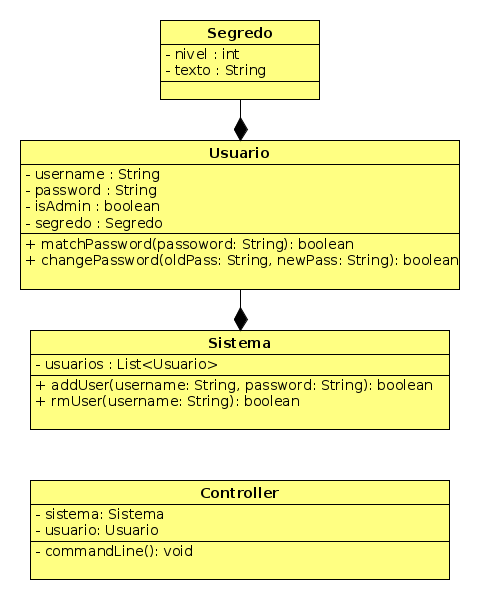 Segredo
- nivel : int
- texto : String
Usuario
- username : String
- password : String
- isAdmin : boolean
- segredo : Segredo
+ matchPassword(passoword: String): boolean
+ changePassword(oldPass: String, newPass: String): boolean
Sistema
- usuarios : List<Usuario>
+ addUser(username: String, password: String): boolean
+ rmUser(username: String): boolean
Controller
- sistema: Sistema
- usuario: Usuario
- commandLine(): void